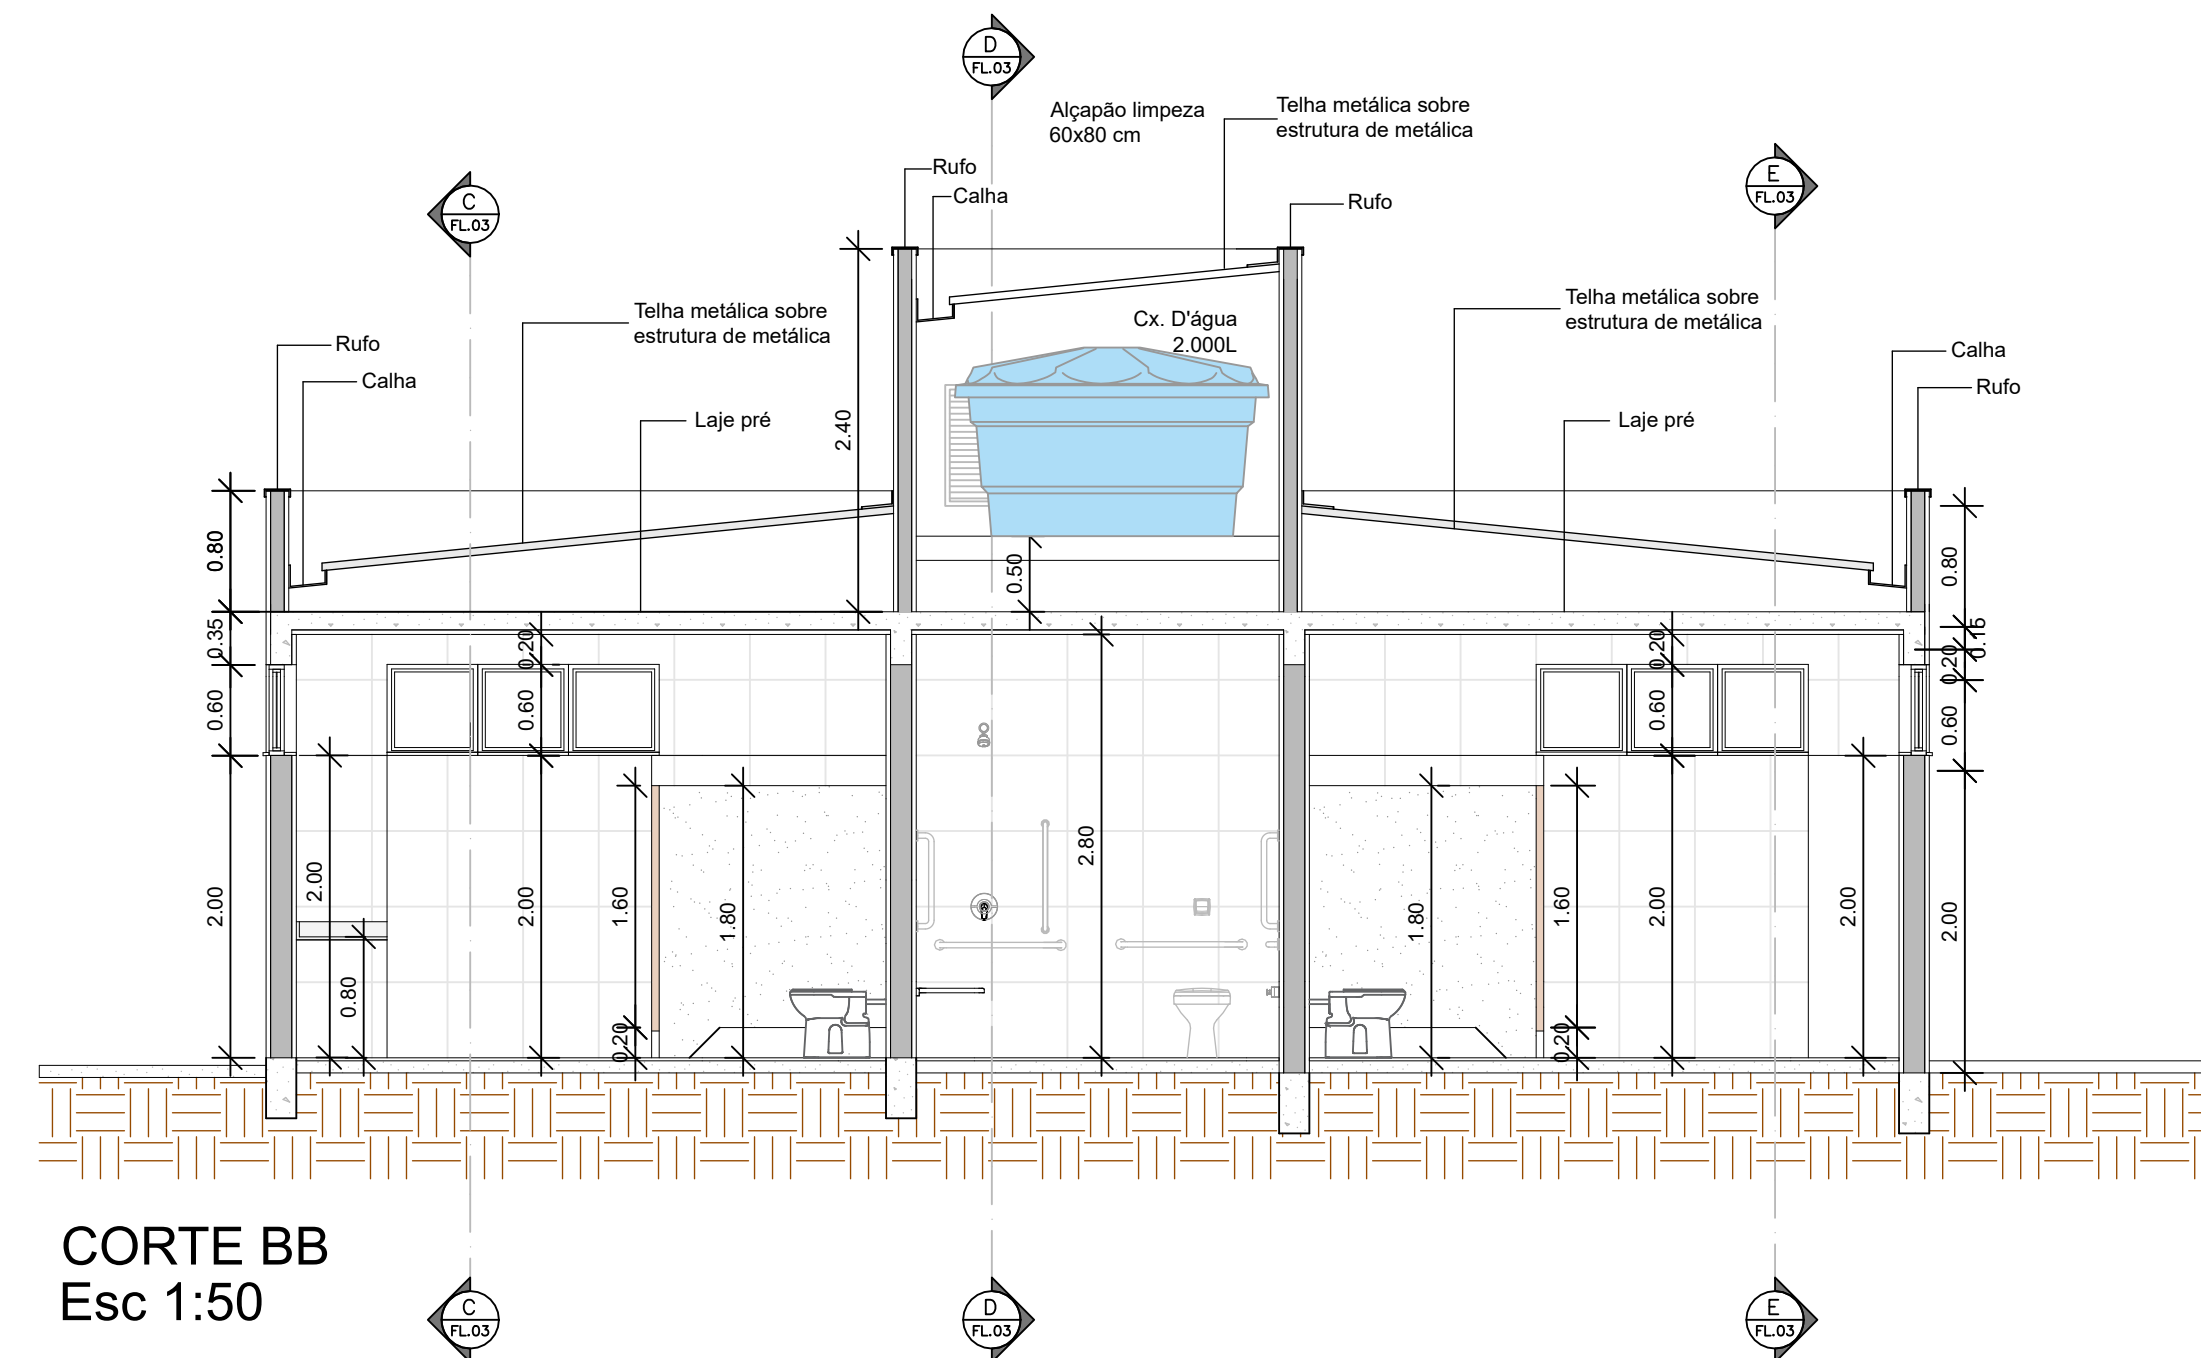 D
FL.03
Alçapão limpeza
60x80 cm
Telha metálica sobre
estrutura de metálica
Rufo
Calha
Rufo
C
FL.03
E
FL.03
Telha metálica sobre
estrutura de metálica
Cx. D'água
2.000L
Telha metálica sobre
estrutura de metálica
Rufo
Calha
Calha
Rufo
Laje pré
Laje pré
2.40
0.80
0.50
0.80
0.35
0.20
0.20
0.15
0.20
0.60
0.60
0.60
0.60
2.80
2.00
2.00
2.00
1.60
1.80
1.80
1.60
2.00
2.00
2.00
0.80
0.20
0.20
CORTE BB
Esc 1:50
C
FL.03
D
FL.03
E
FL.03